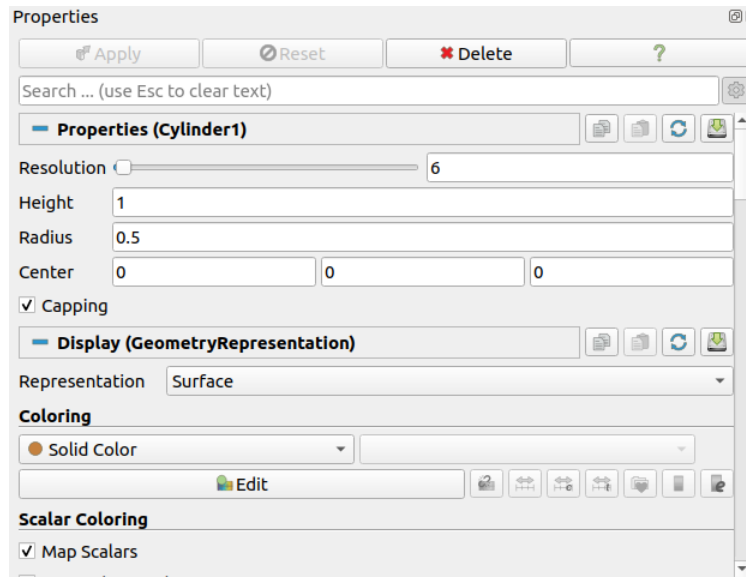 Properties
Apply Reset Delete ?
Search ... (use Esc to clear text)
Properties (Cylinder1)
Resolution 6
Height 1
Radius 0.5
Center 0 0 0
Capping
Display (GeometryRepresentation)
Representation Surface
Coloring
Solid Color
Edit
Scalar Coloring
Map Scalars